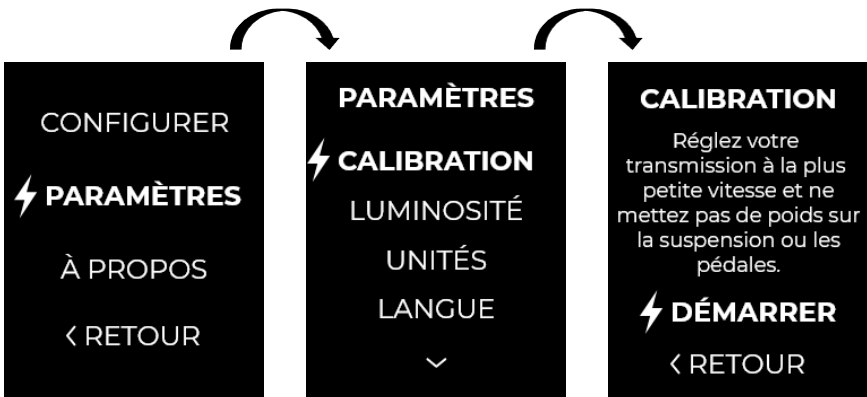 CONFIGURER
PARAMÈTRES
À PROPOS
< RETOUR
PARAMÈTRES
CALIBRATION
LUMINOSITÉ
UNITÉS
LANGUE
CALIBRATION
Réglez votre
transmission à la plus
petite vitesse et ne
mettez pas de poids sur
la suspension ou les
pédales.
DÉMARRER
< RETOUR